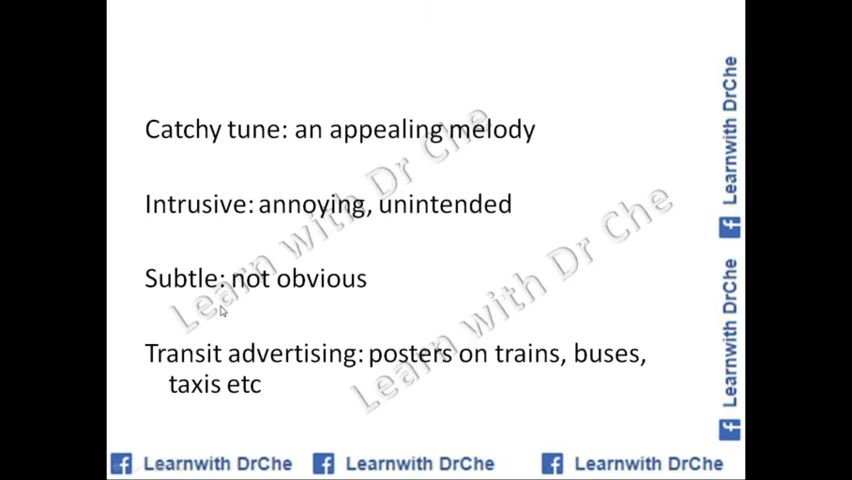 Catchy tune: an appealing melody
Intrusive: annoying, unintended
Subtle: not obvious
Transit advertising: posters on trains, buses,
taxis etc
Learn with Dr Che
Learn with Dr Che
Learnwith DrChe
Learnwith DrChe
Learnwith DrChe
Learnwith DrChe
Learnwith DrChe